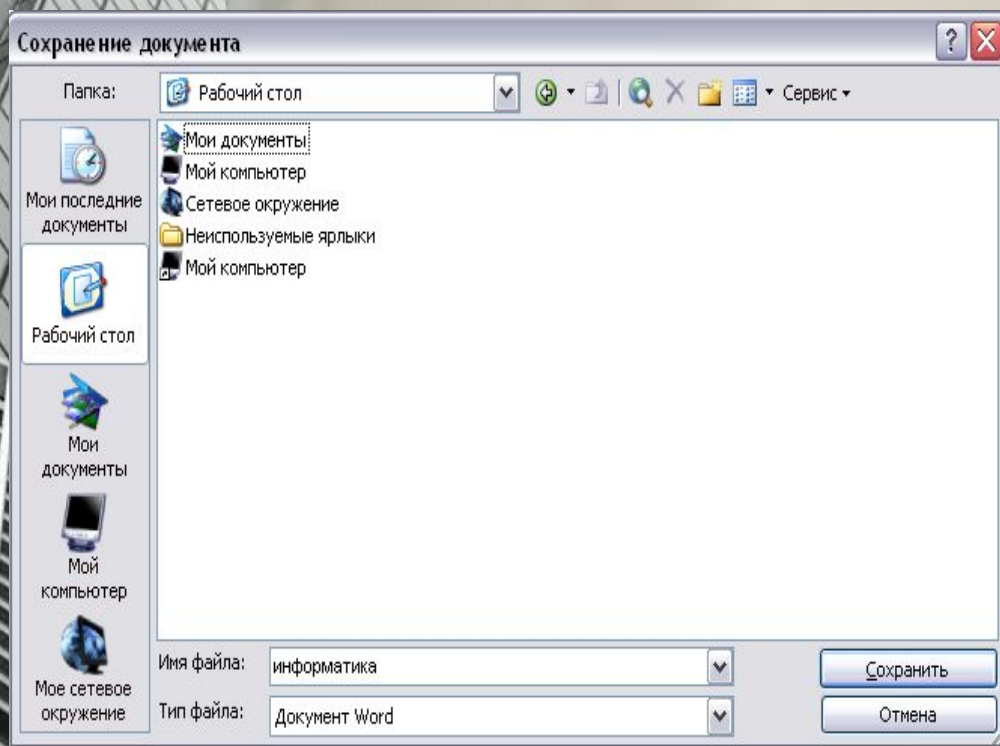 Сохранение документа
Папка: Рабочий стол Сервис
Мои последние
документы
Рабочий стол
Мои
документы
Мой
компьютер
Мое сетевое
окружение
Мои документы
Мой компьютер
Сетевое окружение
Неиспользуемые ярлыки
Мой компьютер
Имя файла: информатика Сохранить
Тип файла: Документ Word Отмена